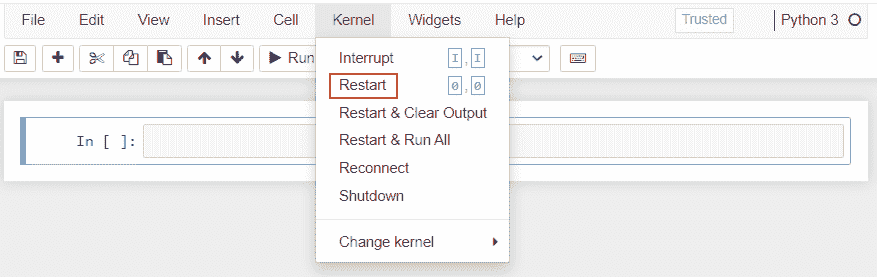 File Edit View Insert Cell Kernel Widgets Help Trusted Python 3
Run
Interrupt I,I
Restart 0,0
Restart & Clear Output
Restart & Run All
Reconnect
Shutdown
Change kernel
In [ ]: